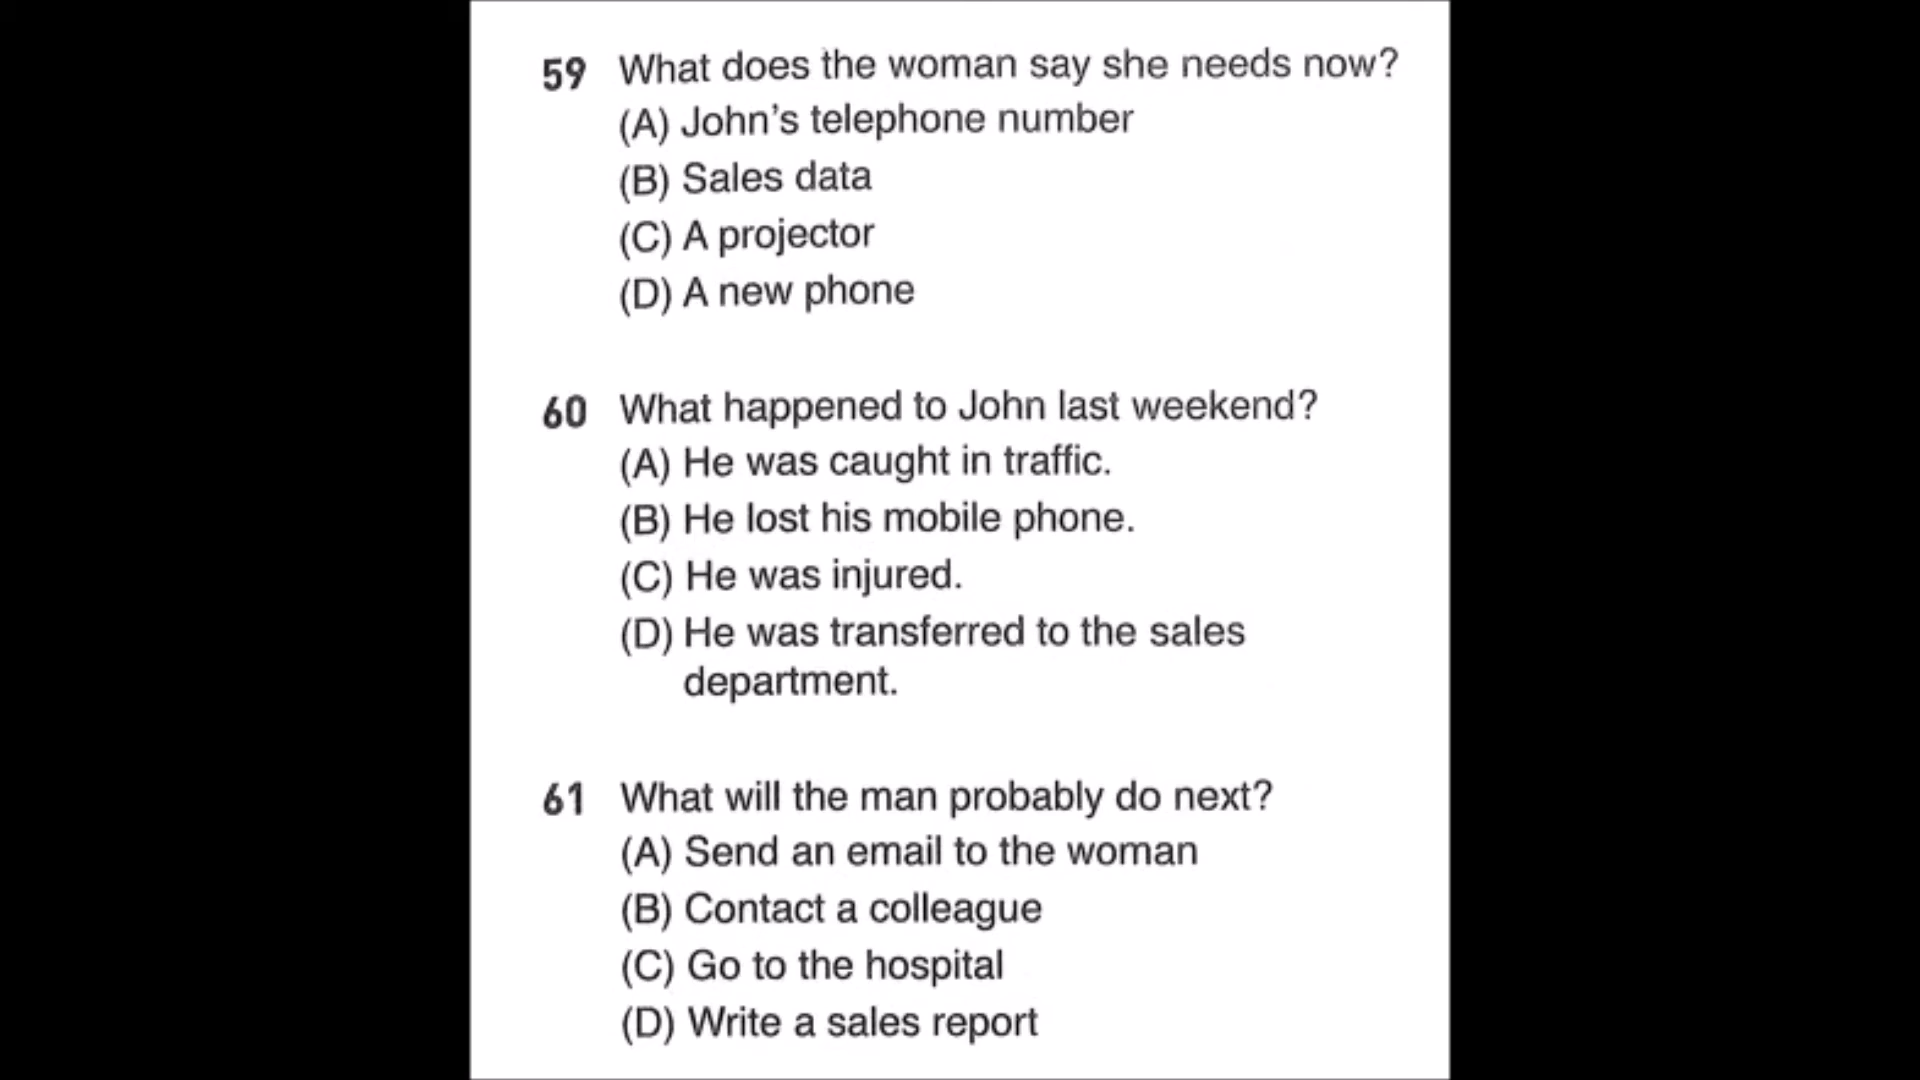 59 What does the woman say she needs now?
(A) John's telephone number
(B) Sales data
(C) A projector
(D) A new phone
60 What happened to John last weekend?
(A) He was caught in traffic.
(B) He lost his mobile phone.
(C) He was injured.
(D) He was transferred to the sales
department.
61 What will the man probably do next?
(A) Send an email to the woman
(B) Contact a colleague
(C) Go to the hospital
(D) Write a sales report